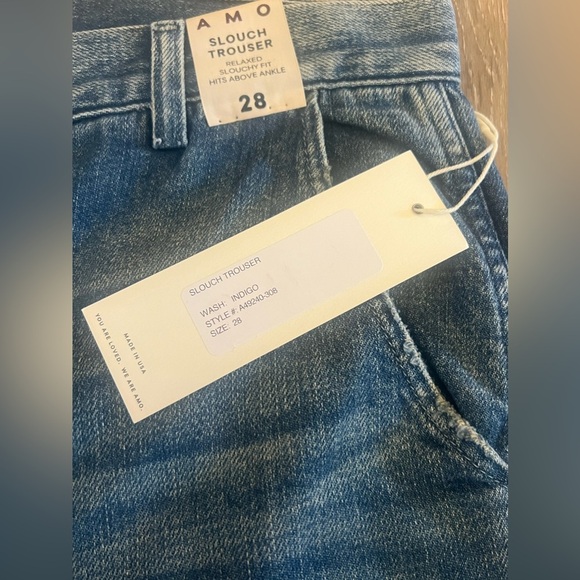 AMO
SLOUCH
TROUSER
RELAXED
SLOUCHY FIT
HITS ABOVE ANKLE
28
SLOUCH TROUSER
WASH: INDIGO
STYLE #: A49240-308
SIZE: 28
MADE IN USA
YOU ARE LOVED. WE ARE AMO.